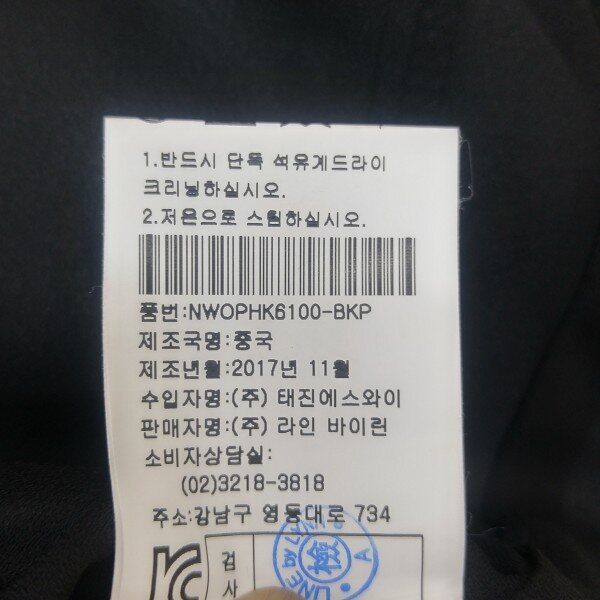 1.반드시 단독 석유계드라이
크리닝하십시오.
2.저온으로 스팀하십시오.
품번:NWOPHK6100-BKP
제조국명:중국
제조년월:2017년 11월
수입자명:(주) 태진에스와이
판매자명:(주) 라인 바이린
소비자상담실:
(02)3218-3818
주소:강남구 영동대로 734
검
사
檢
LINE by LYNN
A